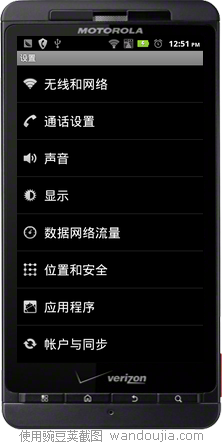 MOTOROLA
12:51 PM
设置
无线和网络
通话设置
声音
显示
数据网络流量
位置和安全
应用程序
帐户与同步
verizon
使用豌豆荚截图 wandoujia.com